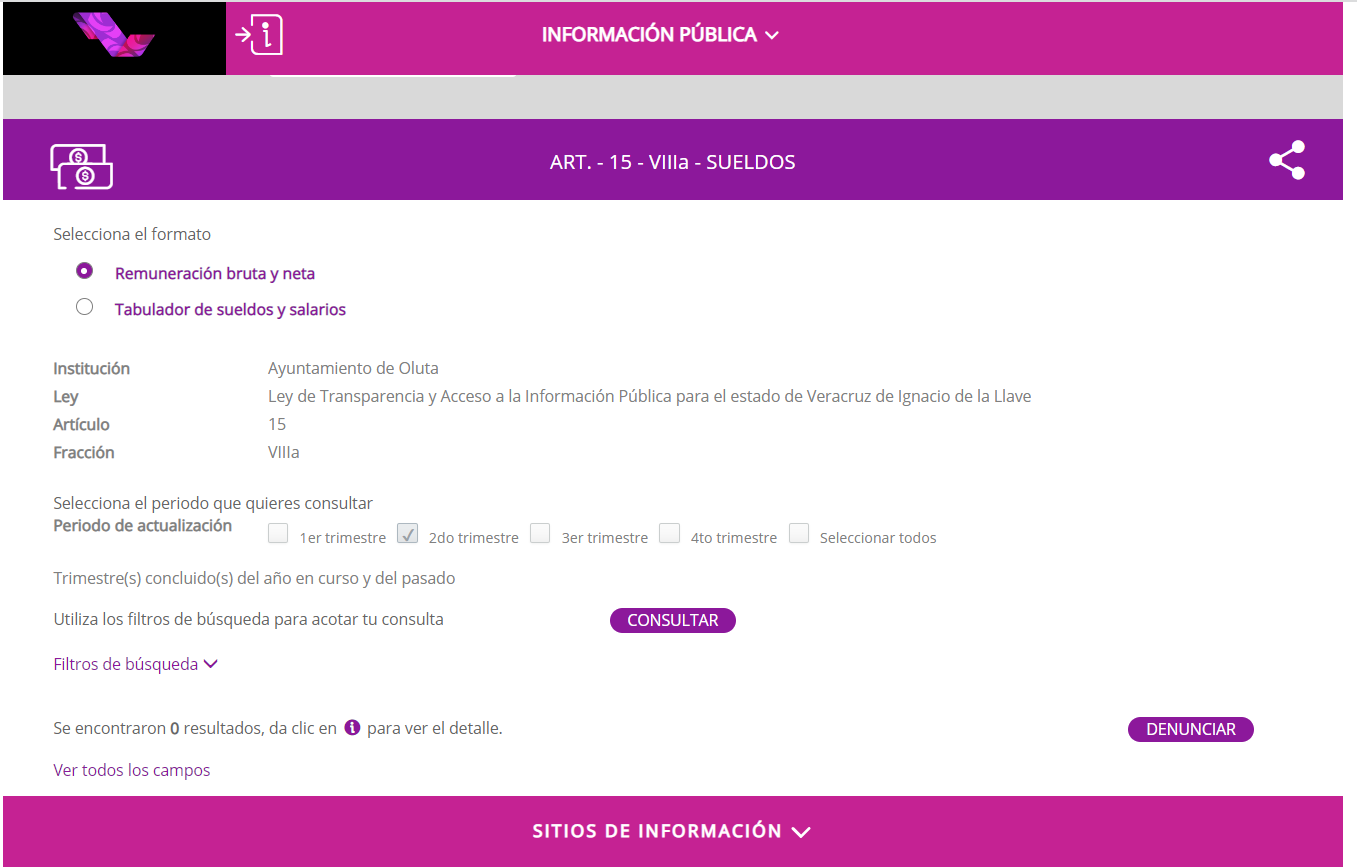 INFORMACIÓN PÚBLICA
ART. - 15 - VIIIa - SUELDOS
Selecciona el formato
Remuneración bruta y neta
Tabulador de sueldos y salarios
Institución Ayuntamiento de Oluta
Ley Ley de Transparencia y Acceso a la Información Pública para el estado de Veracruz de Ignacio de la Llave
Artículo 15
Fracción VIIIa
Selecciona el periodo que quieres consultar
Periodo de actualización 1er trimestre 2do trimestre 3er trimestre 4to trimestre Seleccionar todos
Trimestre(s) concluido(s) del año en curso y del pasado
Utiliza los filtros de búsqueda para acotar tu consulta CONSULTAR
Filtros de búsqueda
Se encontraron 0 resultados, da clic en i para ver el detalle. DENUNCIAR
Ver todos los campos
SITIOS DE INFORMACIÓN